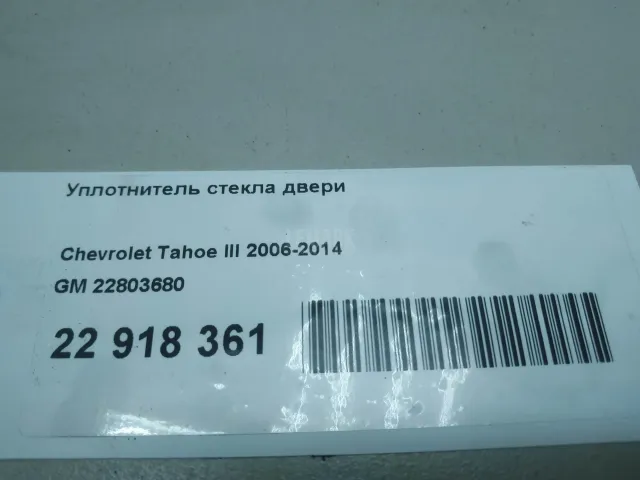 Уплотнитель стекла двери
Chevrolet Tahoe III 2006-2014
GM 22803680
22 918 361